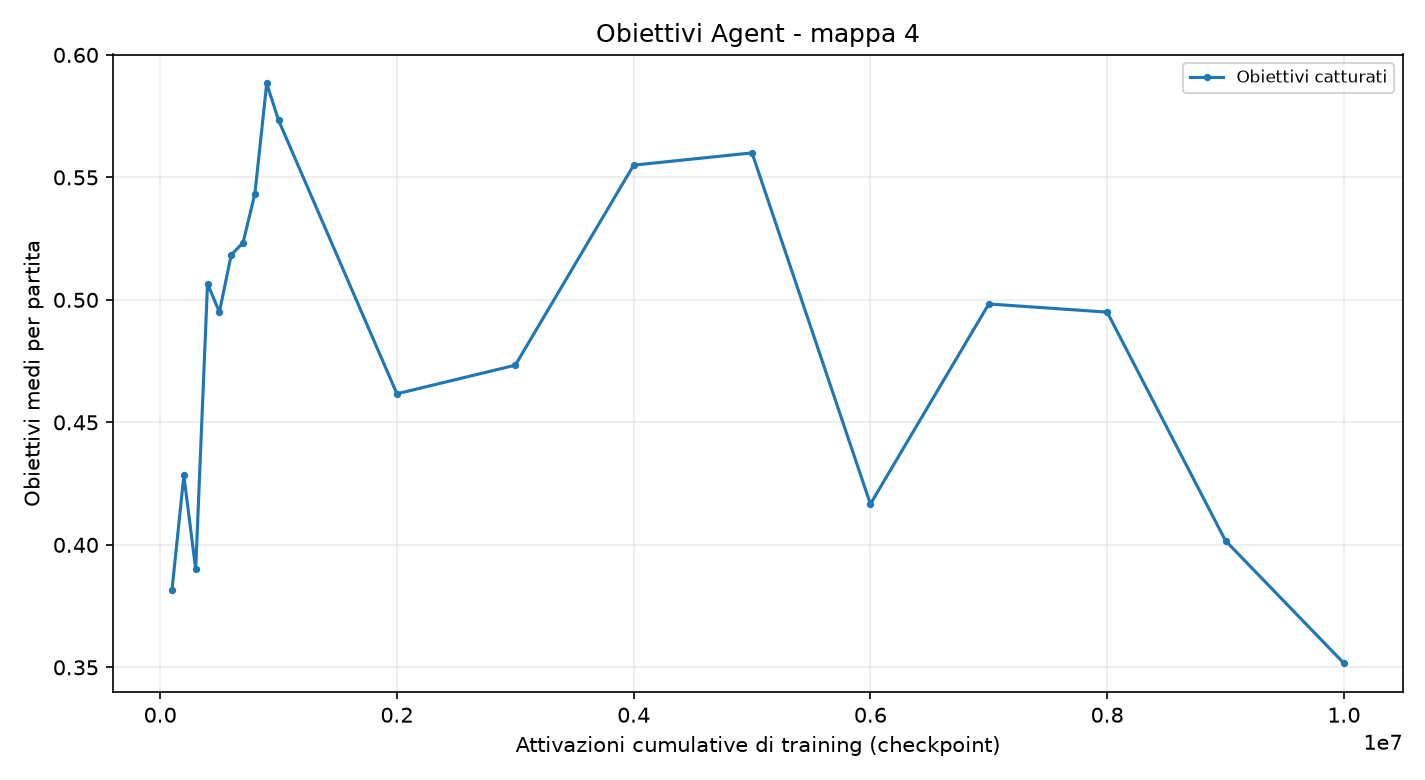 Obiettivi Agent - mappa 4
Obiettivi catturati
Obiettivi medi per partita
0.60
0.55
0.50
0.45
0.40
0.35
0.0 0.2 0.4 0.6 0.8 1.0
1e7
Attivazioni cumulative di training (checkpoint)